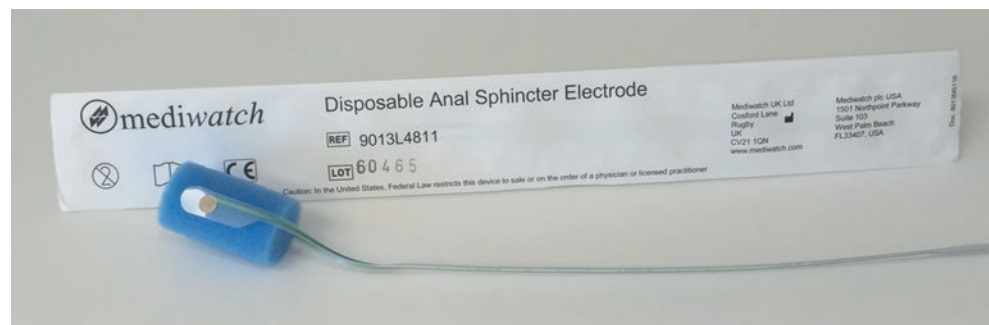 mediwatch
Disposable Anal Sphincter Electrode
REF 9013L4811
LOT 60465
CE
Caution: In the United States, Federal Law restricts this device to sale or on the order of a physician or licensed practitioner
Mediwatch UK Ltd
Cosford Lane
Rugby
UK
CV21 1QN
www.mediwatch.com
Mediwatch plc USA
1501 Northpoint Parkway
Suite 103
West Palm Beach
FL33407, USA